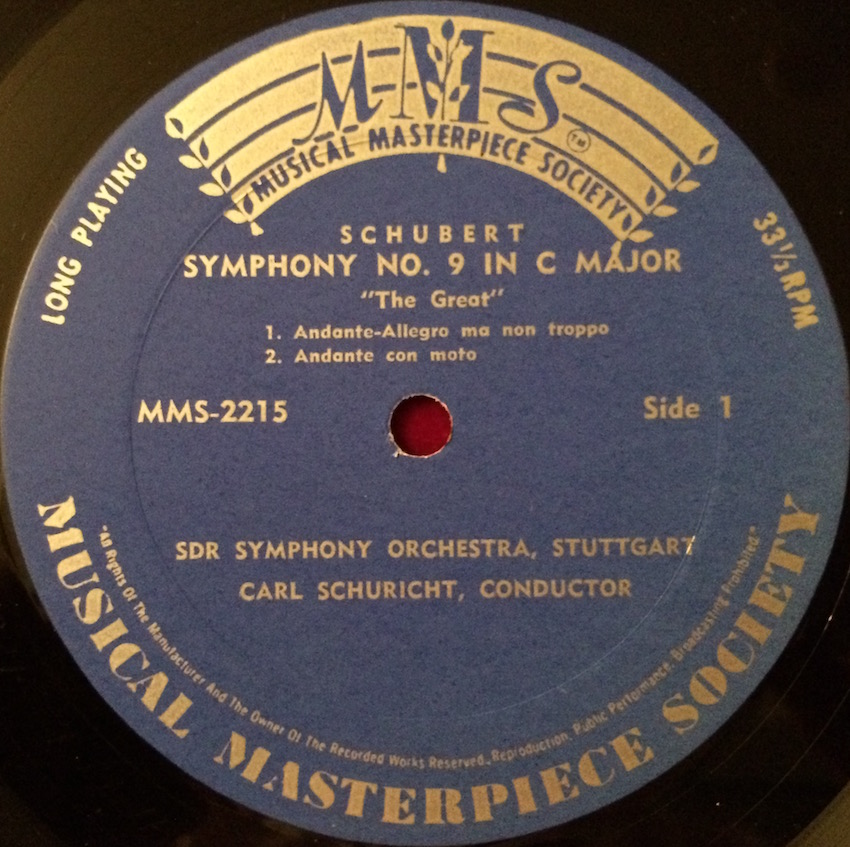 MMS
MUSICAL MASTERPIECE SOCIETY
TM
LONG PLAYING
33⅓ RPM
SCHUBERT
SYMPHONY NO. 9 IN C MAJOR
"The Great"
1. Andante-Allegro ma non troppo
2. Andante con moto
MMS-2215
Side 1
SDR SYMPHONY ORCHESTRA, STUTTGART
CARL SCHURICHT, CONDUCTOR
"All Rights Of The Manufacturer And The Owner Of The Recorded Works Reserved. Reproduction, Public Performance, Broadcasting Prohibited."
MUSICAL MASTERPIECE SOCIETY